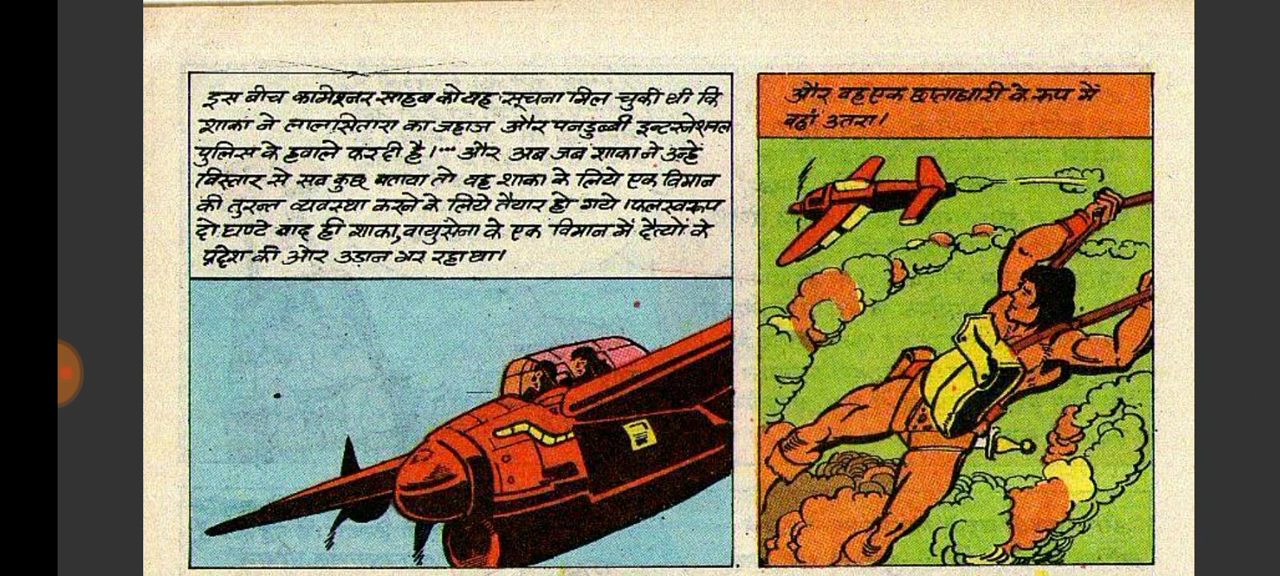 इस बीच कमिश्नर साहब को यह सूचना मिल चुकी थी कि
शाका ने लालसितारा का जहाज और पनडुब्बी इन्टरनेशनल
पुलिस के हवाले कर दी है।... और अब जब शाका ने उन्हें
विस्तार से सब कुछ बताया तो वह शाका के लिये एक विमान
की तुरन्त व्यवस्था करने के लिये तैयार हो गये। फलस्वरूप
दो घण्टे बाद ही शाका, वायुसेना के एक विमान में दैत्यों के
प्रदेश की ओर उड़ान भर रहा था।
और वह एक छाताधारी के रूप में
वहां उतरा।